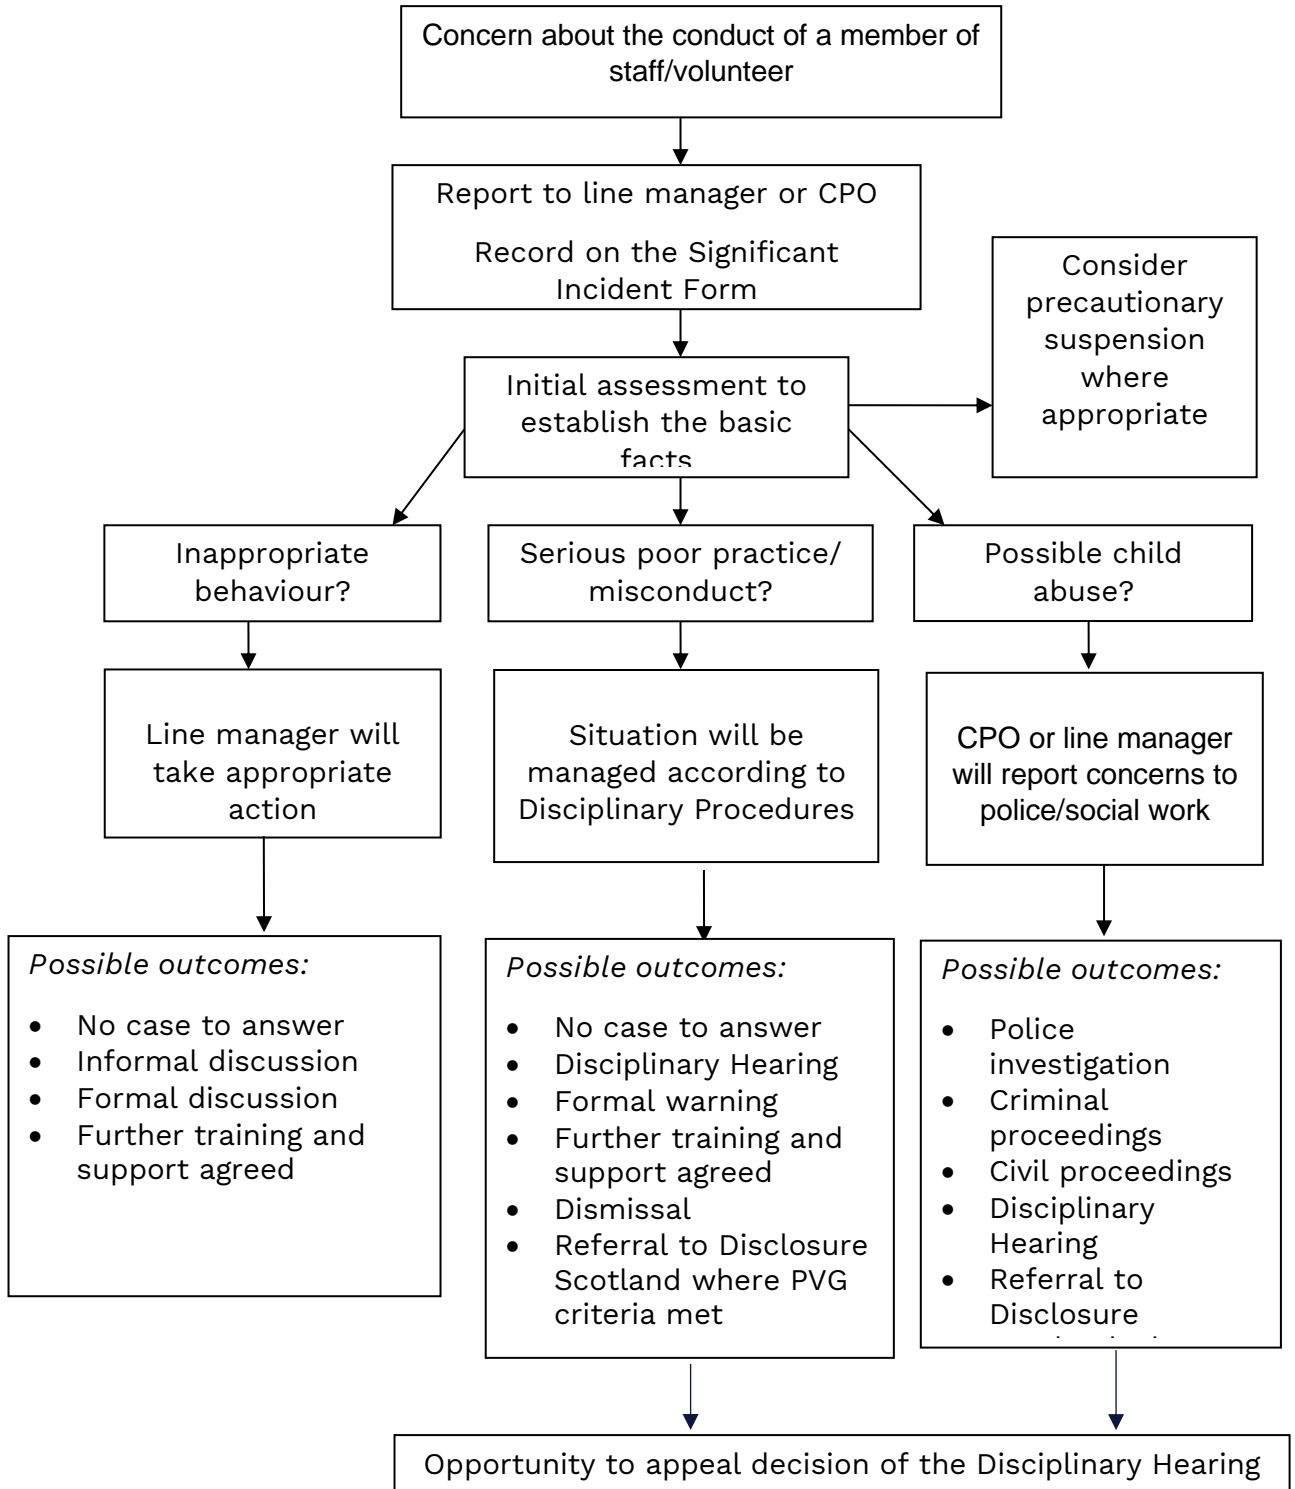 Concern about the conduct of a member of
staff/volunteer
Report to line manager or CPO
Record on the Significant
Incident Form
Consider
precautionary
suspension
where
appropriate
Initial assessment to
establish the basic
facts
Inappropriate
behaviour?
Serious poor practice/
misconduct?
Possible child
abuse?
Line manager will
take appropriate
action
Situation will be
managed according to
Disciplinary Procedures
CPO or line manager
will report concerns to
police/social work
Possible outcomes:
• No case to answer
• Informal discussion
• Formal discussion
• Further training and
support agreed
Possible outcomes:
• No case to answer
• Disciplinary Hearing
• Formal warning
• Further training and
support agreed
• Dismissal
• Referral to Disclosure
Scotland where PVG
criteria met
Possible outcomes:
• Police
investigation
• Criminal
proceedings
• Civil proceedings
• Disciplinary
Hearing
• Referral to
Disclosure
Opportunity to appeal decision of the Disciplinary Hearing